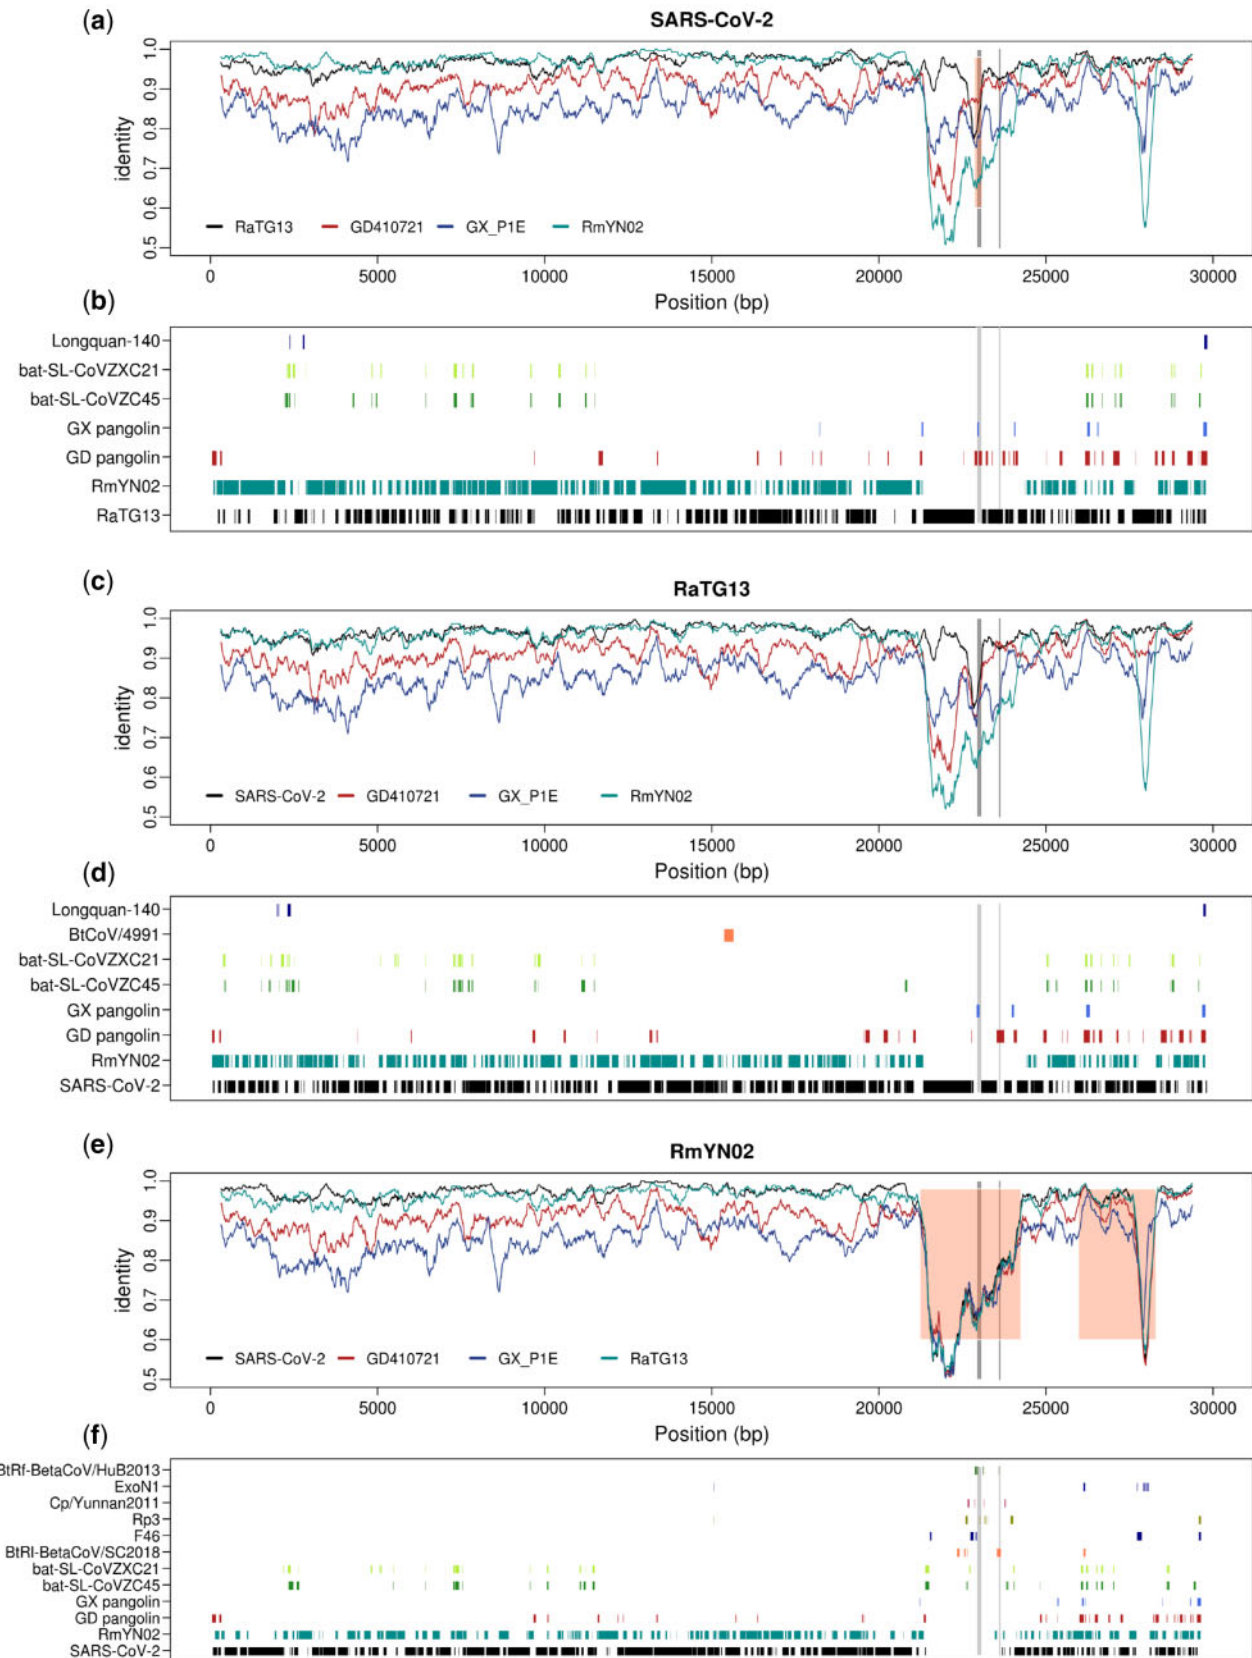 (a)
SARS-CoV-2
1.0
0.9
0.8
0.7
0.6
0.5
identity
RaTG13 GD410721 GX_P1E RmYN02
0 5000 10000 15000 20000 25000 30000
Position (bp)
(b)
Longquan-140
bat-SL-CoVZXC21
bat-SL-CoVZC45
GX pangolin
GD pangolin
RmYN02
RaTG13
(c)
RaTG13
1.0
0.9
0.8
0.7
0.6
0.5
identity
SARS-CoV-2 GD410721 GX_P1E RmYN02
0 5000 10000 15000 20000 25000 30000
Position (bp)
(d)
Longquan-140
BtCoV/4991
bat-SL-CoVZXC21
bat-SL-CoVZC45
GX pangolin
GD pangolin
RmYN02
SARS-CoV-2
(e)
RmYN02
1.0
0.9
0.8
0.7
0.6
0.5
identity
SARS-CoV-2 GD410721 GX_P1E RaTG13
0 5000 10000 15000 20000 25000 30000
Position (bp)
(f)
BtRf-BetaCoV/HuB2013
ExoN1
Cp/Yunnan2011
Rp3
F46
BtRl-BetaCoV/SC2018
bat-SL-CoVZXC21
bat-SL-CoVZC45
GX pangolin
GD pangolin
RmYN02
SARS-CoV-2